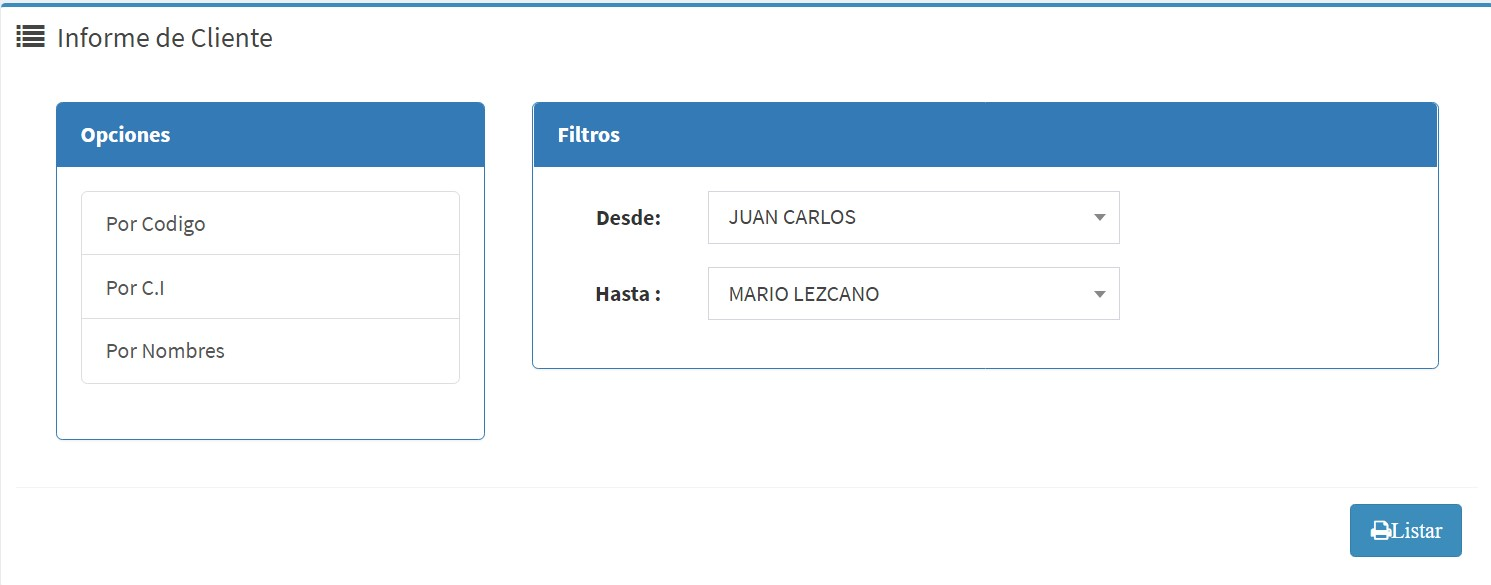 Informe de Cliente
Opciones
Por Codigo
Por C.I
Por Nombres
Filtros
Desde: JUAN CARLOS
Hasta : MARIO LEZCANO
Listar